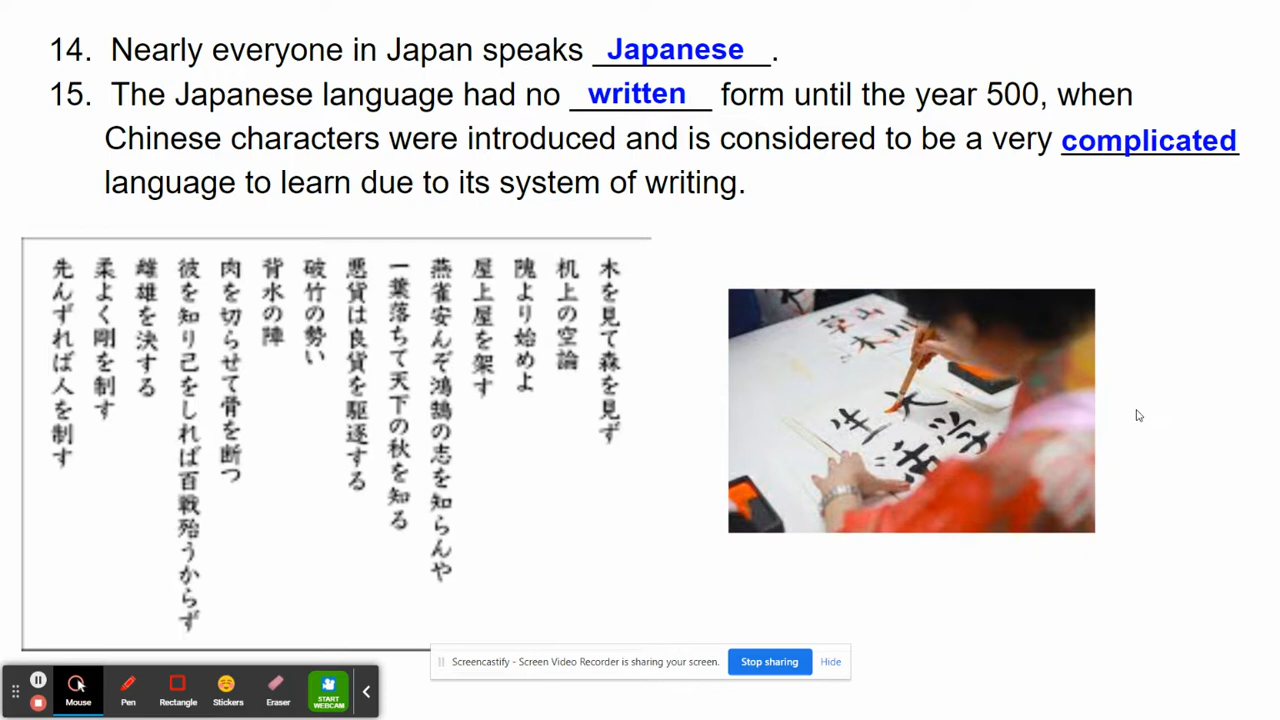 14. Nearly everyone in Japan speaks Japanese.
15. The Japanese language had no written form until the year 500, when
Chinese characters were introduced and is considered to be a very complicated
language to learn due to its system of writing.
木を見て森を見ず
机上の空論
隗より始めよ
屋上屋を架す
燕雀安んぞ鴻鵠の志を知らんや
一葉落ちて天下の秋を知る
悪貨は良貨を駆逐する
破竹の勢い
背水の陣
肉を切らせて骨を断つ
彼を知り己をしれば百戦殆うからず
雌雄を決する
柔よく剛を制す
先んずれば人を制す
Screencastify - Screen Video Recorder is sharing your screen.
Stop sharing
Hide
Mouse
Pen
Rectangle
Stickers
Eraser
START
WEBCAM